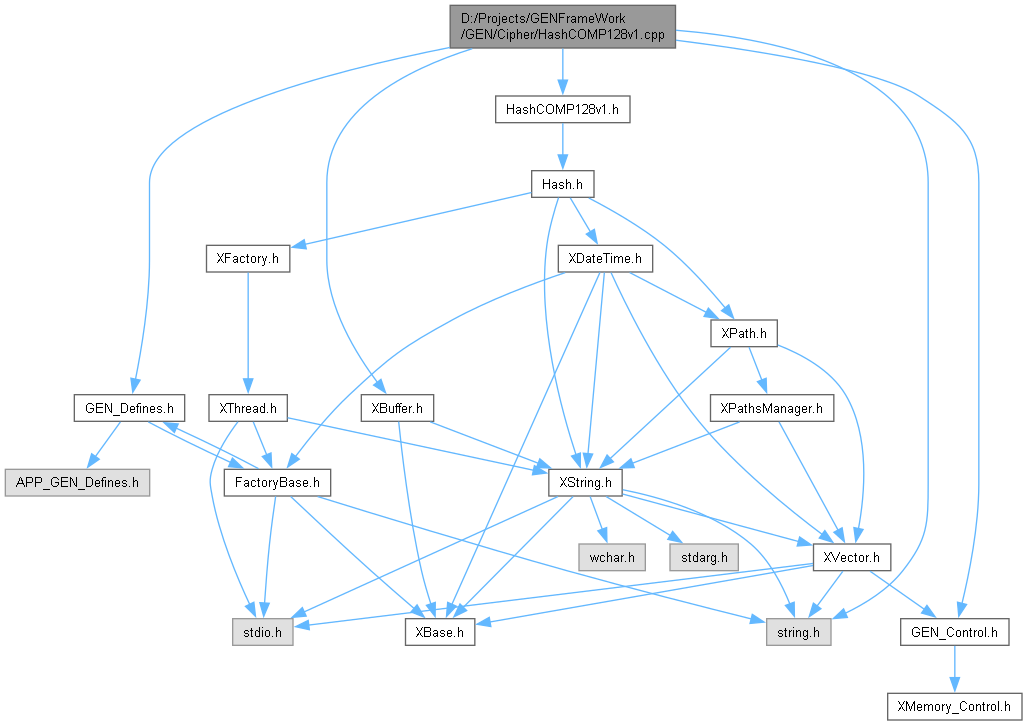 D:/Projects/GENFrameWork
/GEN/Cipher/HashCOMP128v1.cpp
HashCOMP128v1.h
Hash.h
XFactory.h
XDateTime.h
XPath.h
GEN_Defines.h
XThread.h
XBuffer.h
XPathsManager.h
APP_GEN_Defines.h
FactoryBase.h
XString.h
wchar.h
stdarg.h
XVector.h
stdio.h
XBase.h
string.h
GEN_Control.h
XMemory_Control.h